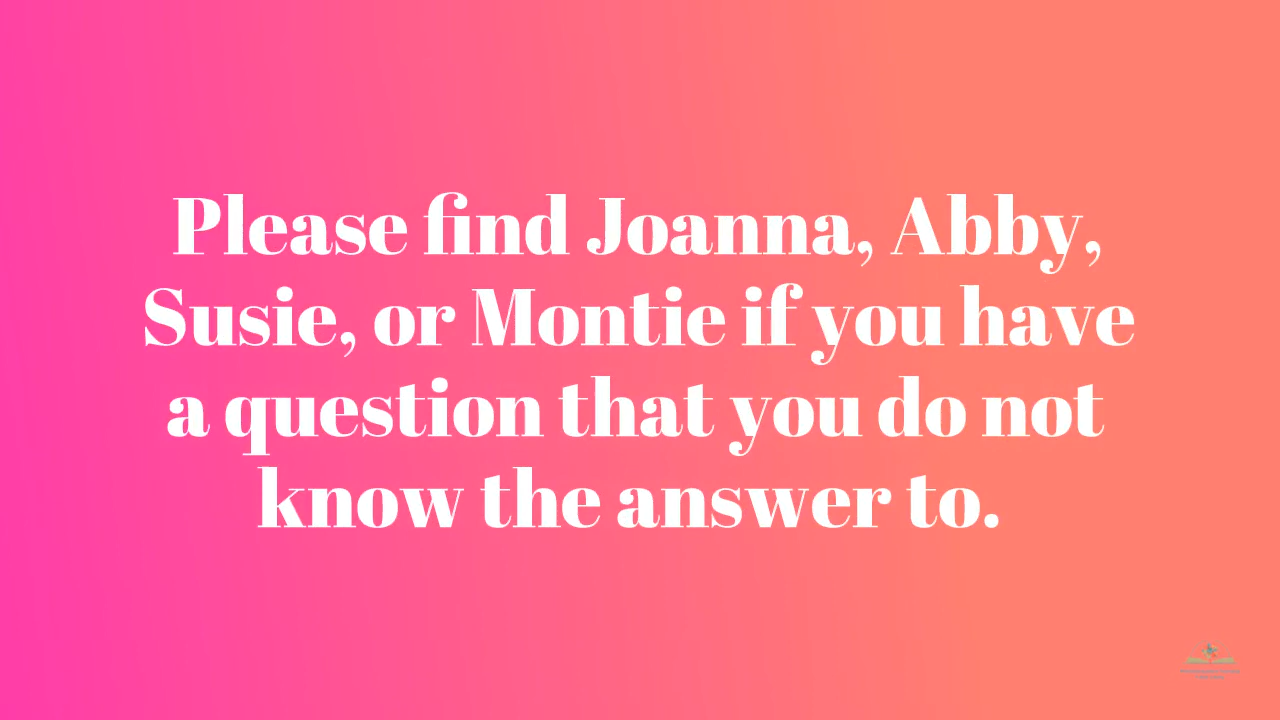 Please find Joanna, Abby,
Susie, or Montie if you have
a question that you do not
know the answer to.